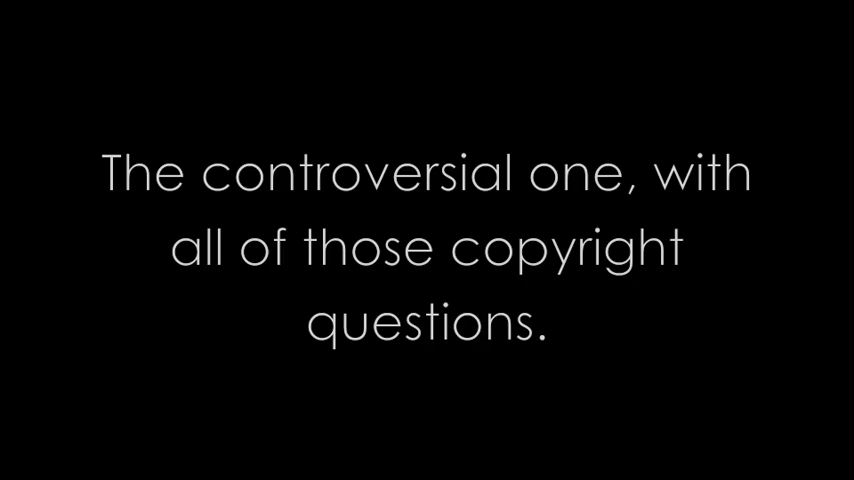 The controversial one, with
all of those copyright
questions.